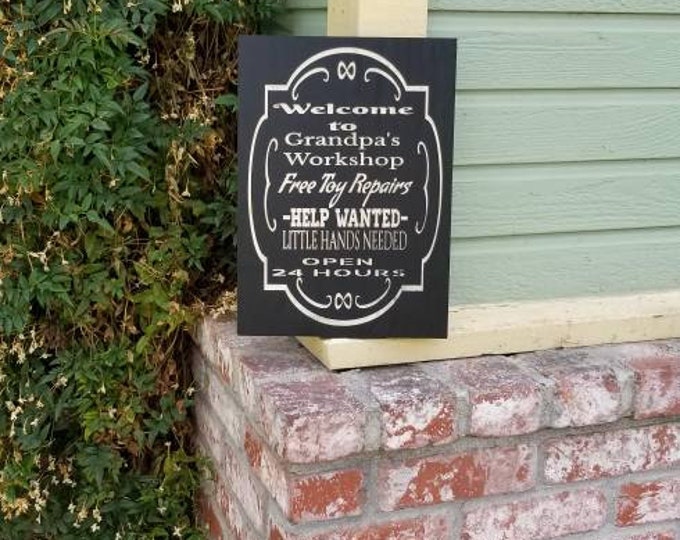 Welcome
to
Grandpa's
Workshop
Free Toy Repairs
-HELP WANTED-
LITTLE HANDS NEEDED
OPEN
24 HOURS